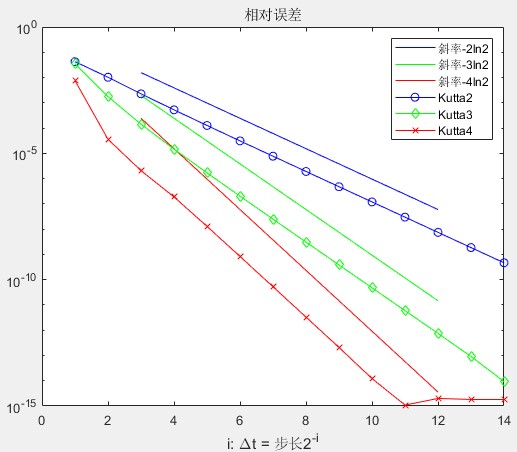 相对误差
10^0
10^-5
10^-10
10^-15
斜率-2ln2
斜率-3ln2
斜率-4ln2
Kutta2
Kutta3
Kutta4
0 2 4 6 8 10 12 14
i: Δt = 步长2^-i